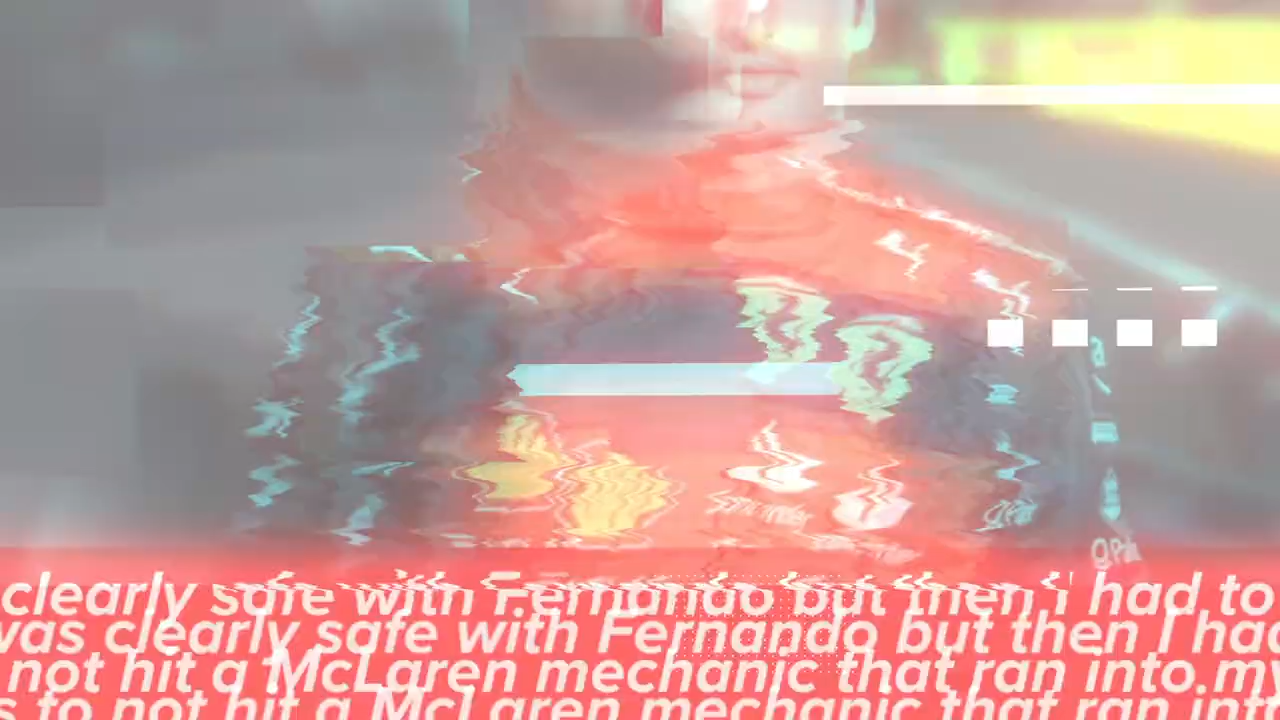 clearly safe with Fernando but then I had to
was clearly safe with Fernando but then I had
not hit a McLaren mechanic that ran into my
s to not hit a McLaren mechanic that ran into